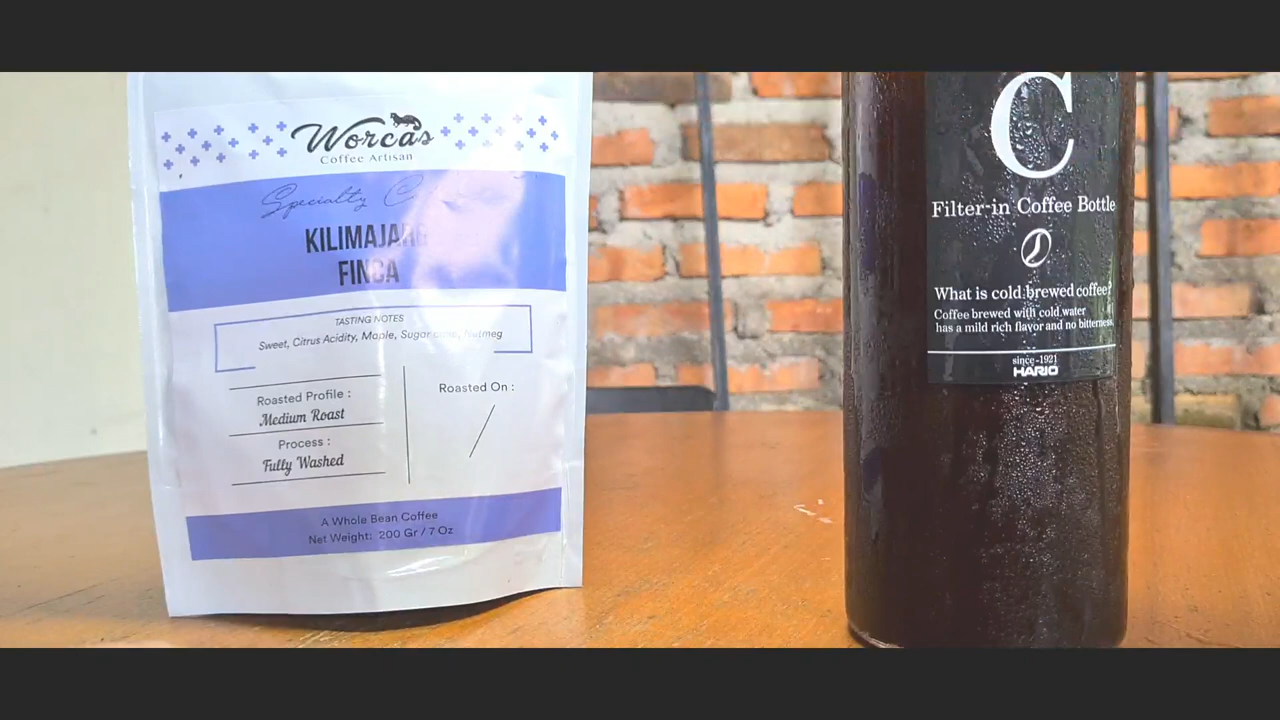 Worcas
Coffee Artisan
Specialty C
KILIMAJARO
FINCA
TASTING NOTES
Sweet, Citrus Acidity, Maple, Sugar cane, Nutmeg
Roasted Profile :
Medium Roast
Process :
Fully Washed
Roasted On :
A Whole Bean Coffee
Net Weight: 200 Gr / 7 Oz
C
Filter-in Coffee Bottle
What is cold brewed coffee?
Coffee brewed with cold water
has a mild rich flavor and no bitterness.
since-1921
HARIO